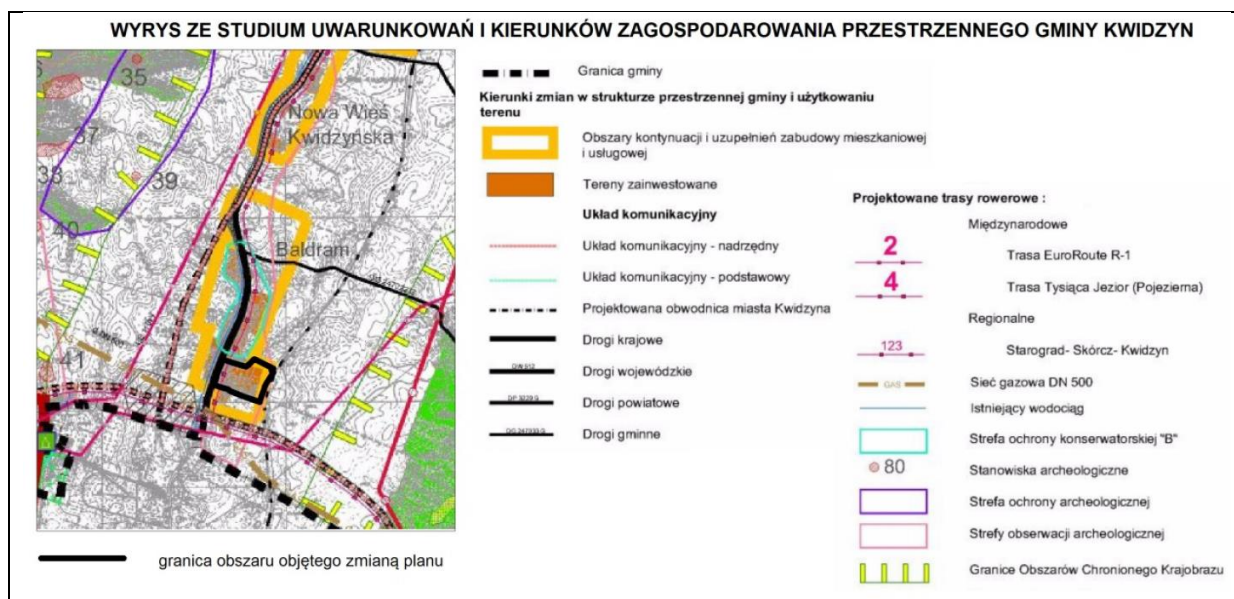 WYRYS ZE STUDIUM UWARUNKOWAŃ I KIERUNKÓW ZAGOSPODAROWANIA PRZESTRZENNEGO GMINY KWIDZYN
35
Nowa Wieś
Kwidzyńska
37
33
39
40
Baldram
41
granica obszaru objętego zmianą planu
Granica gminy
Kierunki zmian w strukturze przestrzennej gminy i użytkowaniu
terenu
Obszary kontynuacji i uzupełnień zabudowy mieszkaniowej
i usługowej
Tereny zainwestowane
Układ komunikacyjny
Układ komunikacyjny - nadrzędny
Układ komunikacyjny - podstawowy
Projektowana obwodnica miasta Kwidzyna
Drogi krajowe
Drogi wojewódzkie
Drogi powiatowe
Drogi gminne
Projektowane trasy rowerowe :
Międzynarodowe
2 Trasa EuroRoute R-1
4 Trasa Tysiąca Jezior (Pojezierna)
Regionalne
123 Starograd- Skórcz- Kwidzyn
GAS Sieć gazowa DN 500
Istniejący wodociąg
Strefa ochrony konserwatorskiej "B"
80 Stanowiska archeologiczne
Strefa ochrony archeologicznej
Strefy obserwacji archeologicznej
Granice Obszarów Chronionego Krajobrazu